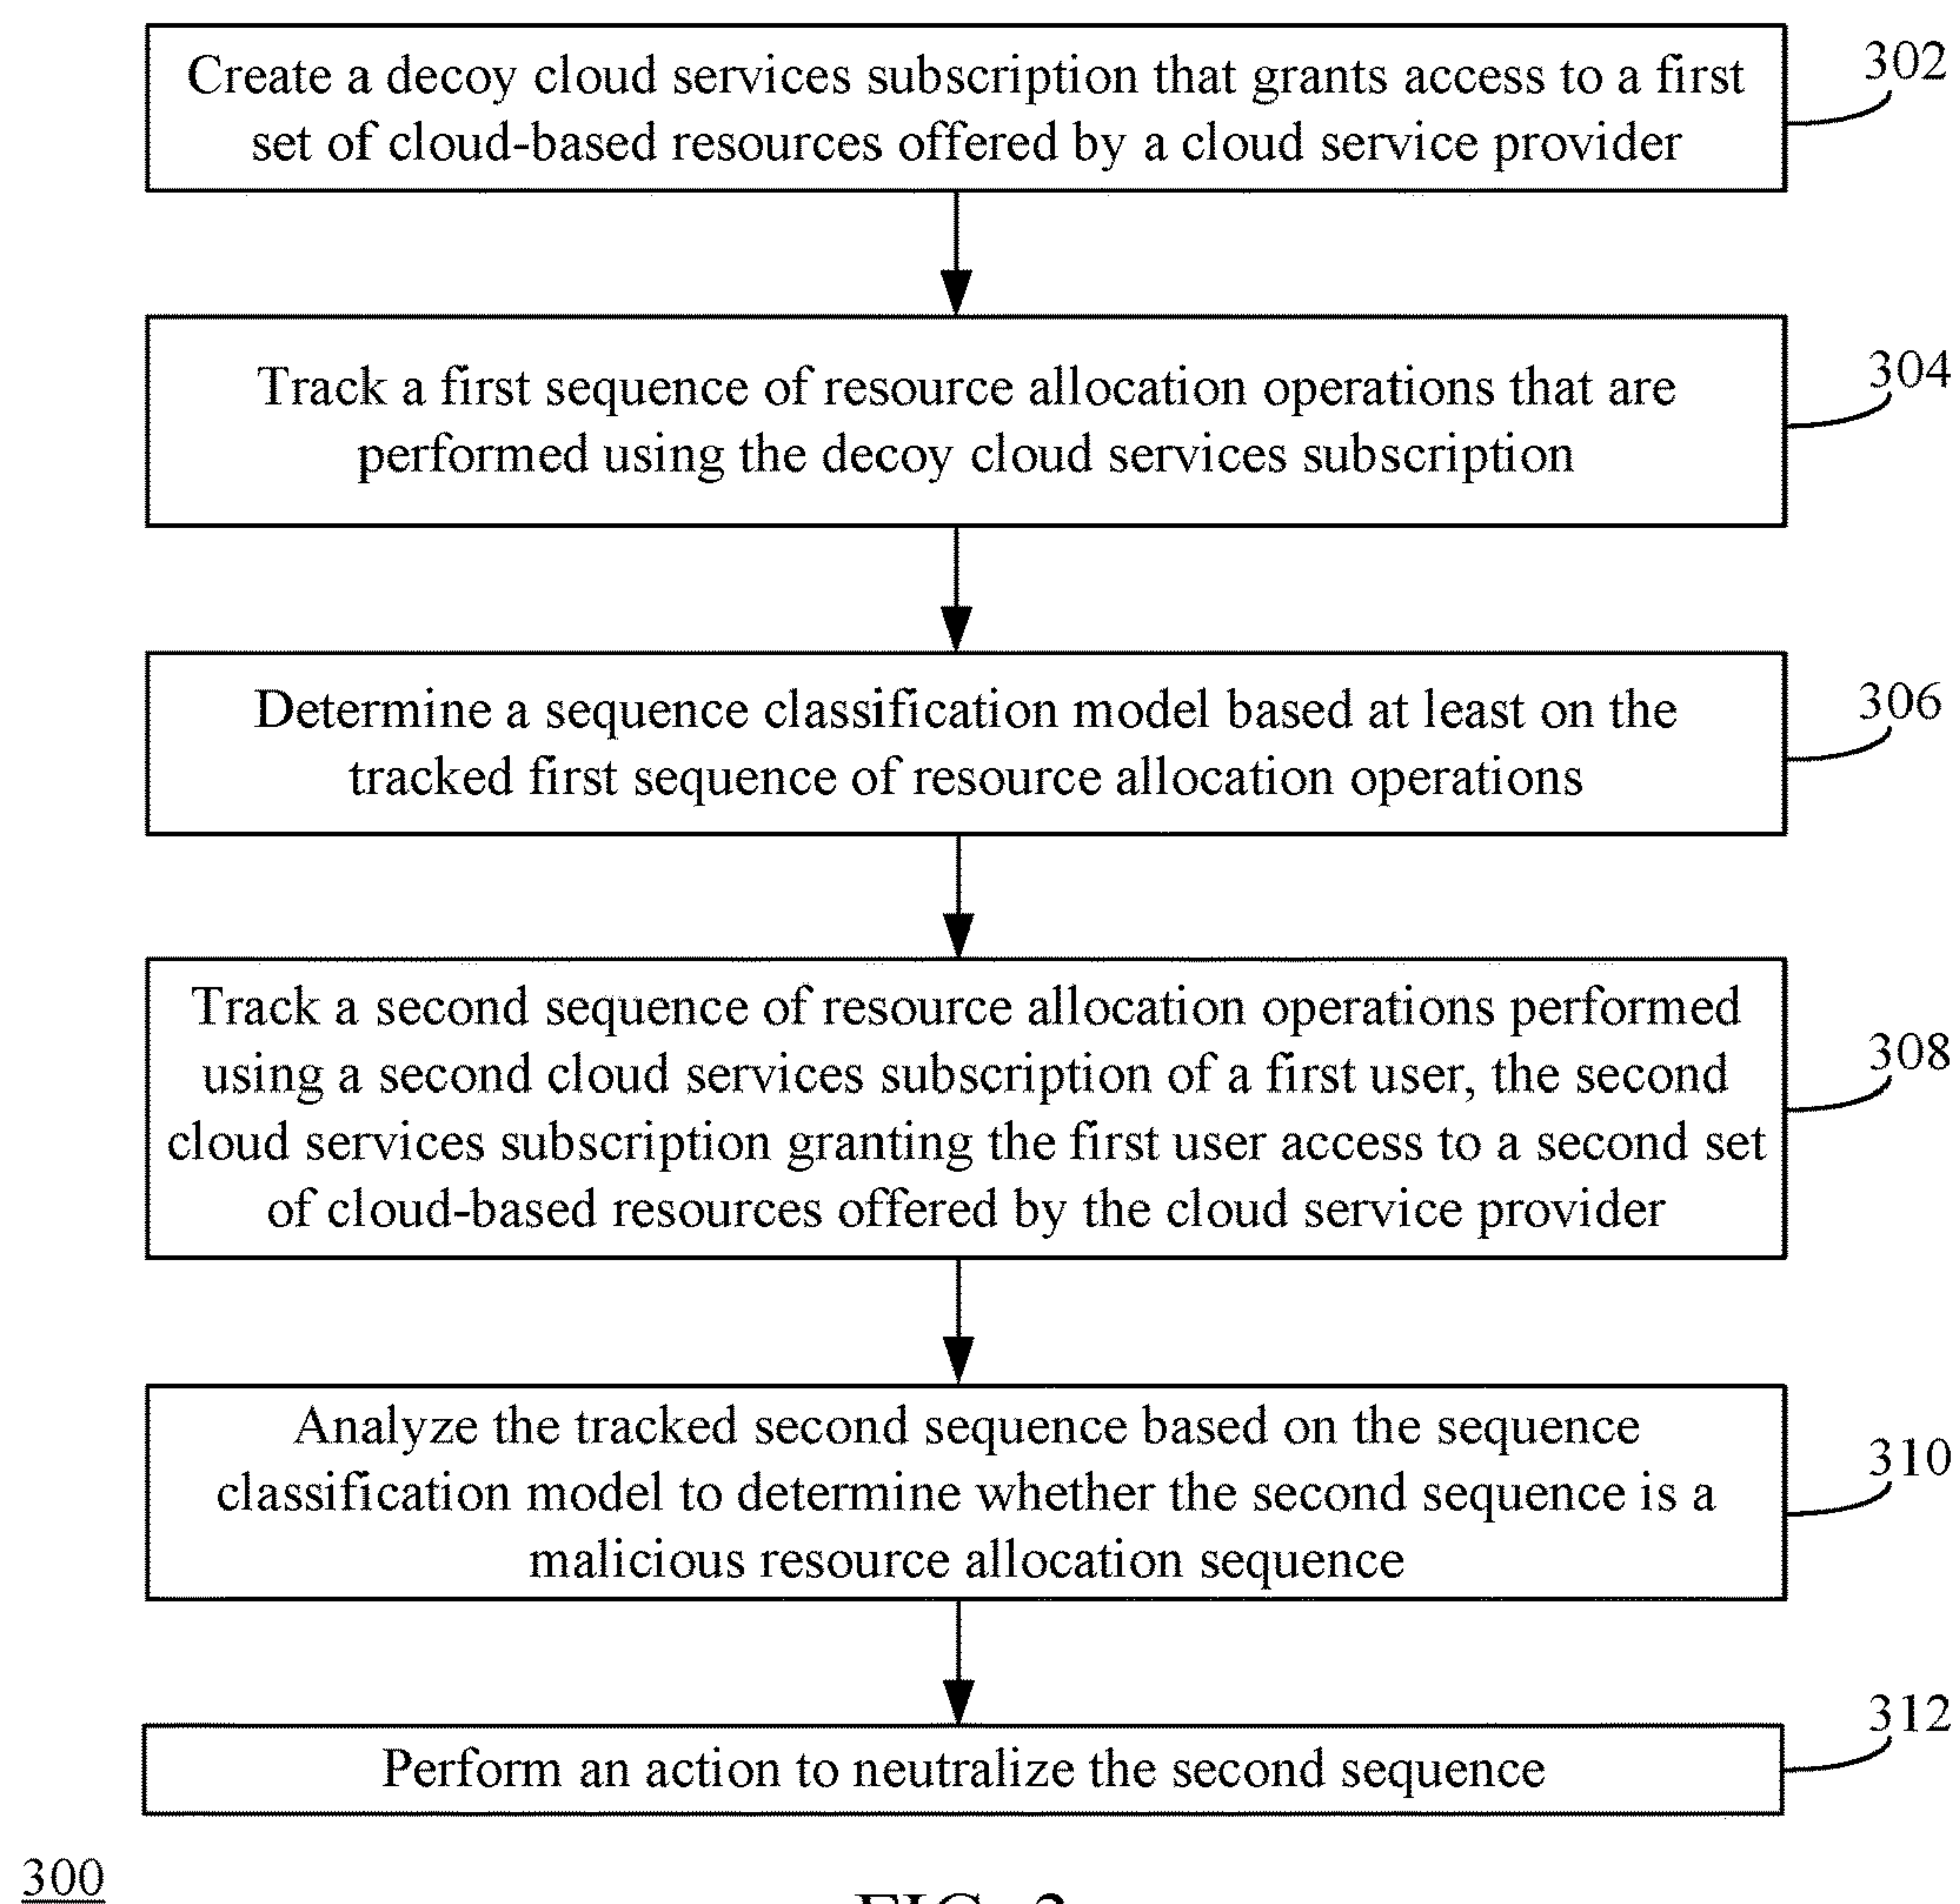 Create a decoy cloud services subscription that grants access to a first
set of cloud-based resources offered by a cloud service provider
302
Track a first sequence of resource allocation operations that are
performed using the decoy cloud services subscription
304
Determine a sequence classification model based at least on the
tracked first sequence of resource allocation operations
306
Track a second sequence of resource allocation operations performed
using a second cloud services subscription of a first user, the second
cloud services subscription granting the first user access to a second set
of cloud-based resources offered by the cloud service provider
308
Analyze the tracked second sequence based on the sequence
classification model to determine whether the second sequence is a
malicious resource allocation sequence
310
Perform an action to neutralize the second sequence
312
300
FIG.